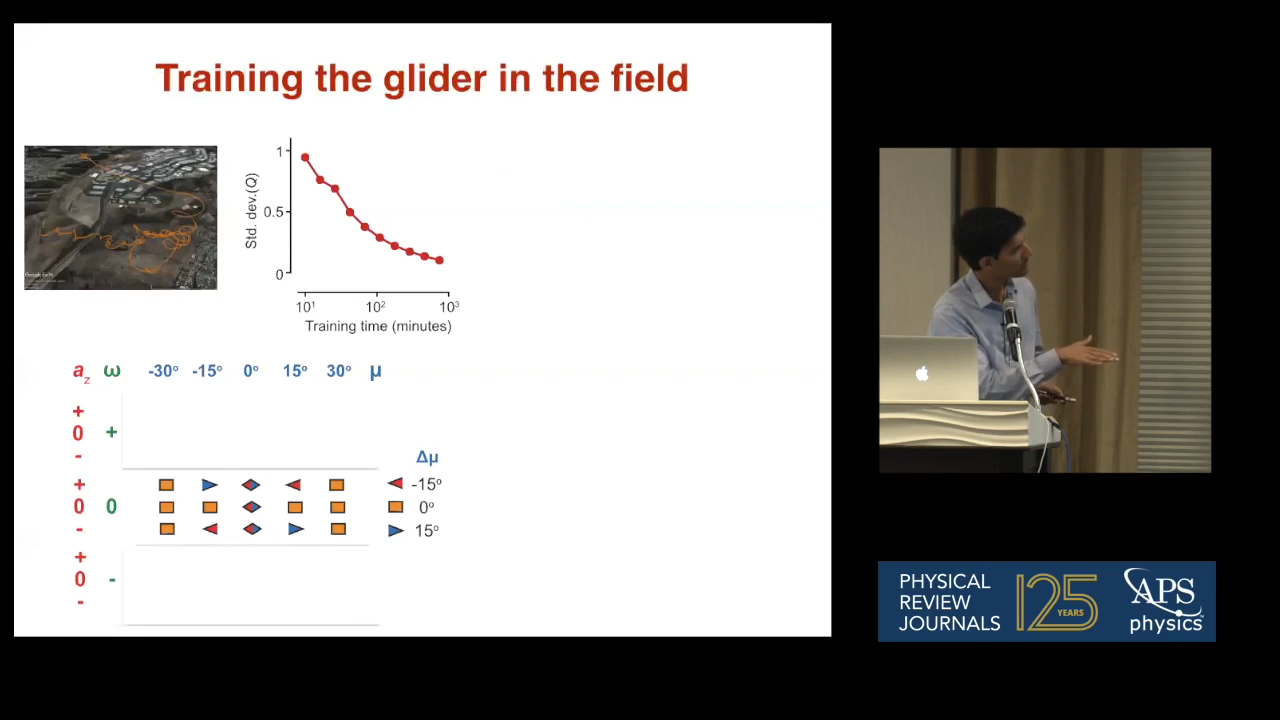 Training the glider in the field
1
0.5
0
Std. dev.(Q)
10¹ 10² 10³
Training time (minutes)
Google Earth
a_z ω -30° -15° 0° 15° 30° μ
+
0 +
-
Δμ
+ -15°
0 0 0°
- 15°
+
0 -
-
PHYSICAL
REVIEW
JOURNALS
125
YEARS
APS
physics